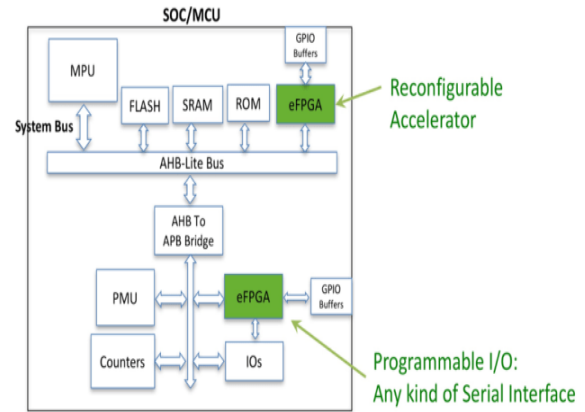 SOC/MCU
GPIO
Buffers
MPU
FLASH
SRAM
ROM
eFPGA
Reconfigurable
Accelerator
System Bus
AHB-Lite Bus
AHB To
APB Bridge
PMU
eFPGA
GPIO
Buffers
Counters
IOs
Programmable I/O:
Any kind of Serial Interface